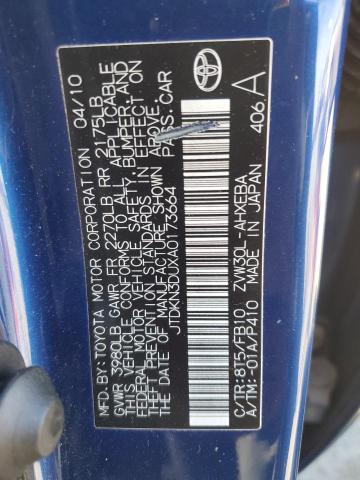 MFD. BY: TOYOTA MOTOR CORPORATION 04/10
GVWR 3980LB GAWR FR 2270LB RR 2175LB
THIS VEHICLE CONFORMS TO ALL APPLICABLE
FEDERAL MOTOR VEHICLE SAFETY, BUMPER, AND
THEFT PREVENTION STANDARDS IN EFFECT ON
THE DATE OF MANUFACTURE SHOWN ABOVE.
JTDKN3DUXA0173664 PASS. CAR
C/TR: 8T5/FB10 ZVW30L-AHXEBA
A/TM: -01A/P410 MADE IN JAPAN
406 A